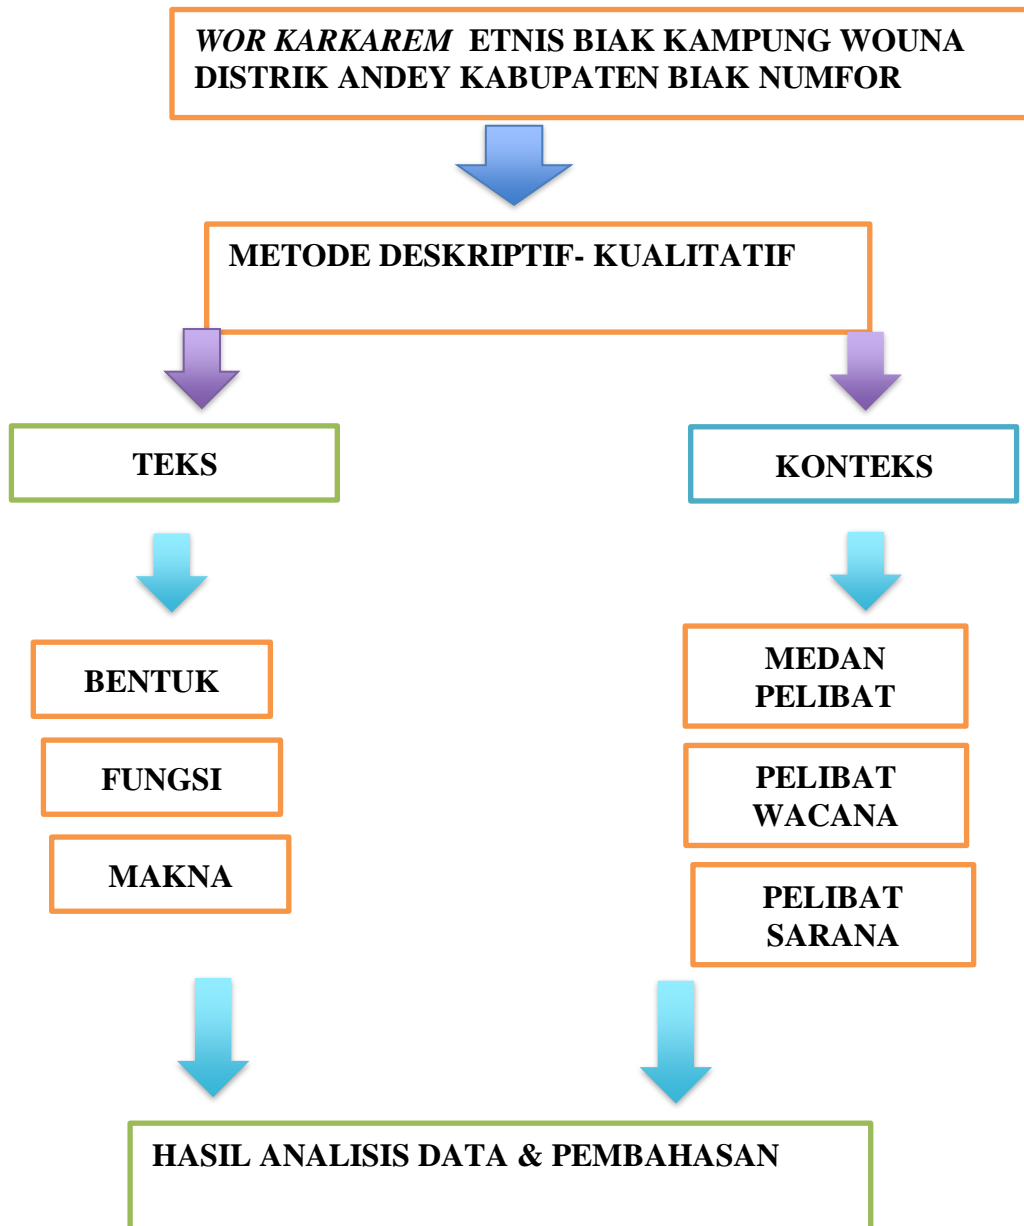 WOR KARKAREM ETNIS BIAK KAMPUNG WOUNA
DISTRIK ANDEY KABUPATEN BIAK NUMFOR
METODE DESKRIPTIF- KUALITATIF
TEKS
KONTEKS
BENTUK
FUNGSI
MAKNA
MEDAN
PELIBAT
PELIBAT
WACANA
PELIBAT
SARANA
HASIL ANALISIS DATA & PEMBAHASAN